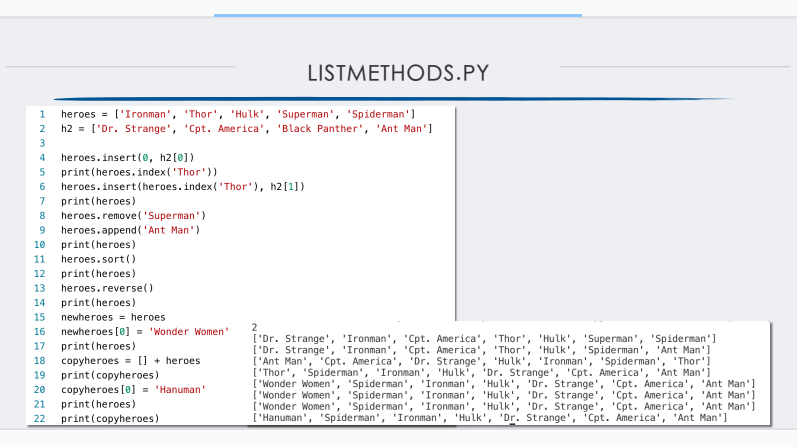 LISTMETHODS.PY
1 heroes = ['Ironman', 'Thor', 'Hulk', 'Superman', 'Spiderman']
2 h2 = ['Dr. Strange', 'Cpt. America', 'Black Panther', 'Ant Man']
3
4 heroes.insert(0, h2[0])
5 print(heroes.index('Thor'))
6 heroes.insert(heroes.index('Thor'), h2[1])
7 print(heroes)
8 heroes.remove('Superman')
9 heroes.append('Ant Man')
10 print(heroes)
11 heroes.sort()
12 print(heroes)
13 heroes.reverse()
14 print(heroes)
15 newheroes = heroes
16 newheroes[0] = 'Wonder Women'
17 print(heroes)
18 copyheroes = [] + heroes
19 print(copyheroes)
20 copyheroes[0] = 'Hanuman'
21 print(heroes)
22 print(copyheroes)
2
['Dr. Strange', 'Ironman', 'Cpt. America', 'Thor', 'Hulk', 'Superman', 'Spiderman']
['Dr. Strange', 'Ironman', 'Cpt. America', 'Thor', 'Hulk', 'Spiderman', 'Ant Man']
['Ant Man', 'Cpt. America', 'Dr. Strange', 'Hulk', 'Ironman', 'Spiderman', 'Thor']
['Thor', 'Spiderman', 'Ironman', 'Hulk', 'Dr. Strange', 'Cpt. America', 'Ant Man']
['Wonder Women', 'Spiderman', 'Ironman', 'Hulk', 'Dr. Strange', 'Cpt. America', 'Ant Man']
['Wonder Women', 'Spiderman', 'Ironman', 'Hulk', 'Dr. Strange', 'Cpt. America', 'Ant Man']
['Wonder Women', 'Spiderman', 'Ironman', 'Hulk', 'Dr. Strange', 'Cpt. America', 'Ant Man']
['Hanuman', 'Spiderman', 'Ironman', 'Hulk', 'Dr. Strange', 'Cpt. America', 'Ant Man']